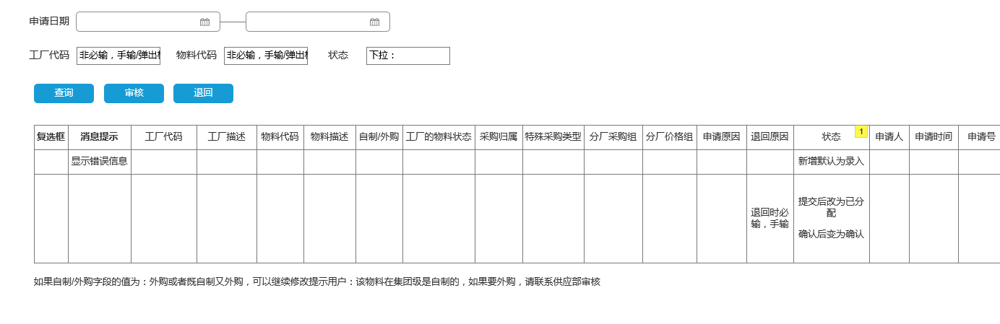 申请日期
工厂代码 非必输，手输/弹出 物料代码 非必输，手输/弹出 状态 下拉：
查询 审核 退回
复选框 消息提示 工厂代码 工厂描述 物料代码 物料描述 自制/外购 工厂的物料状态 采购归属 特殊采购类型 分厂采购组 分厂价格组 申请原因 退回原因 状态 1 申请人 申请时间 申请号
显示错误信息 新增默认为录入
提交后改为已分
配
退回时必
输，手输
确认后变为确认
如果自制/外购字段的值为：外购或者既自制又外购，可以继续修改提示用户：该物料在集团级是自制的，如果要外购，请联系供应部审核